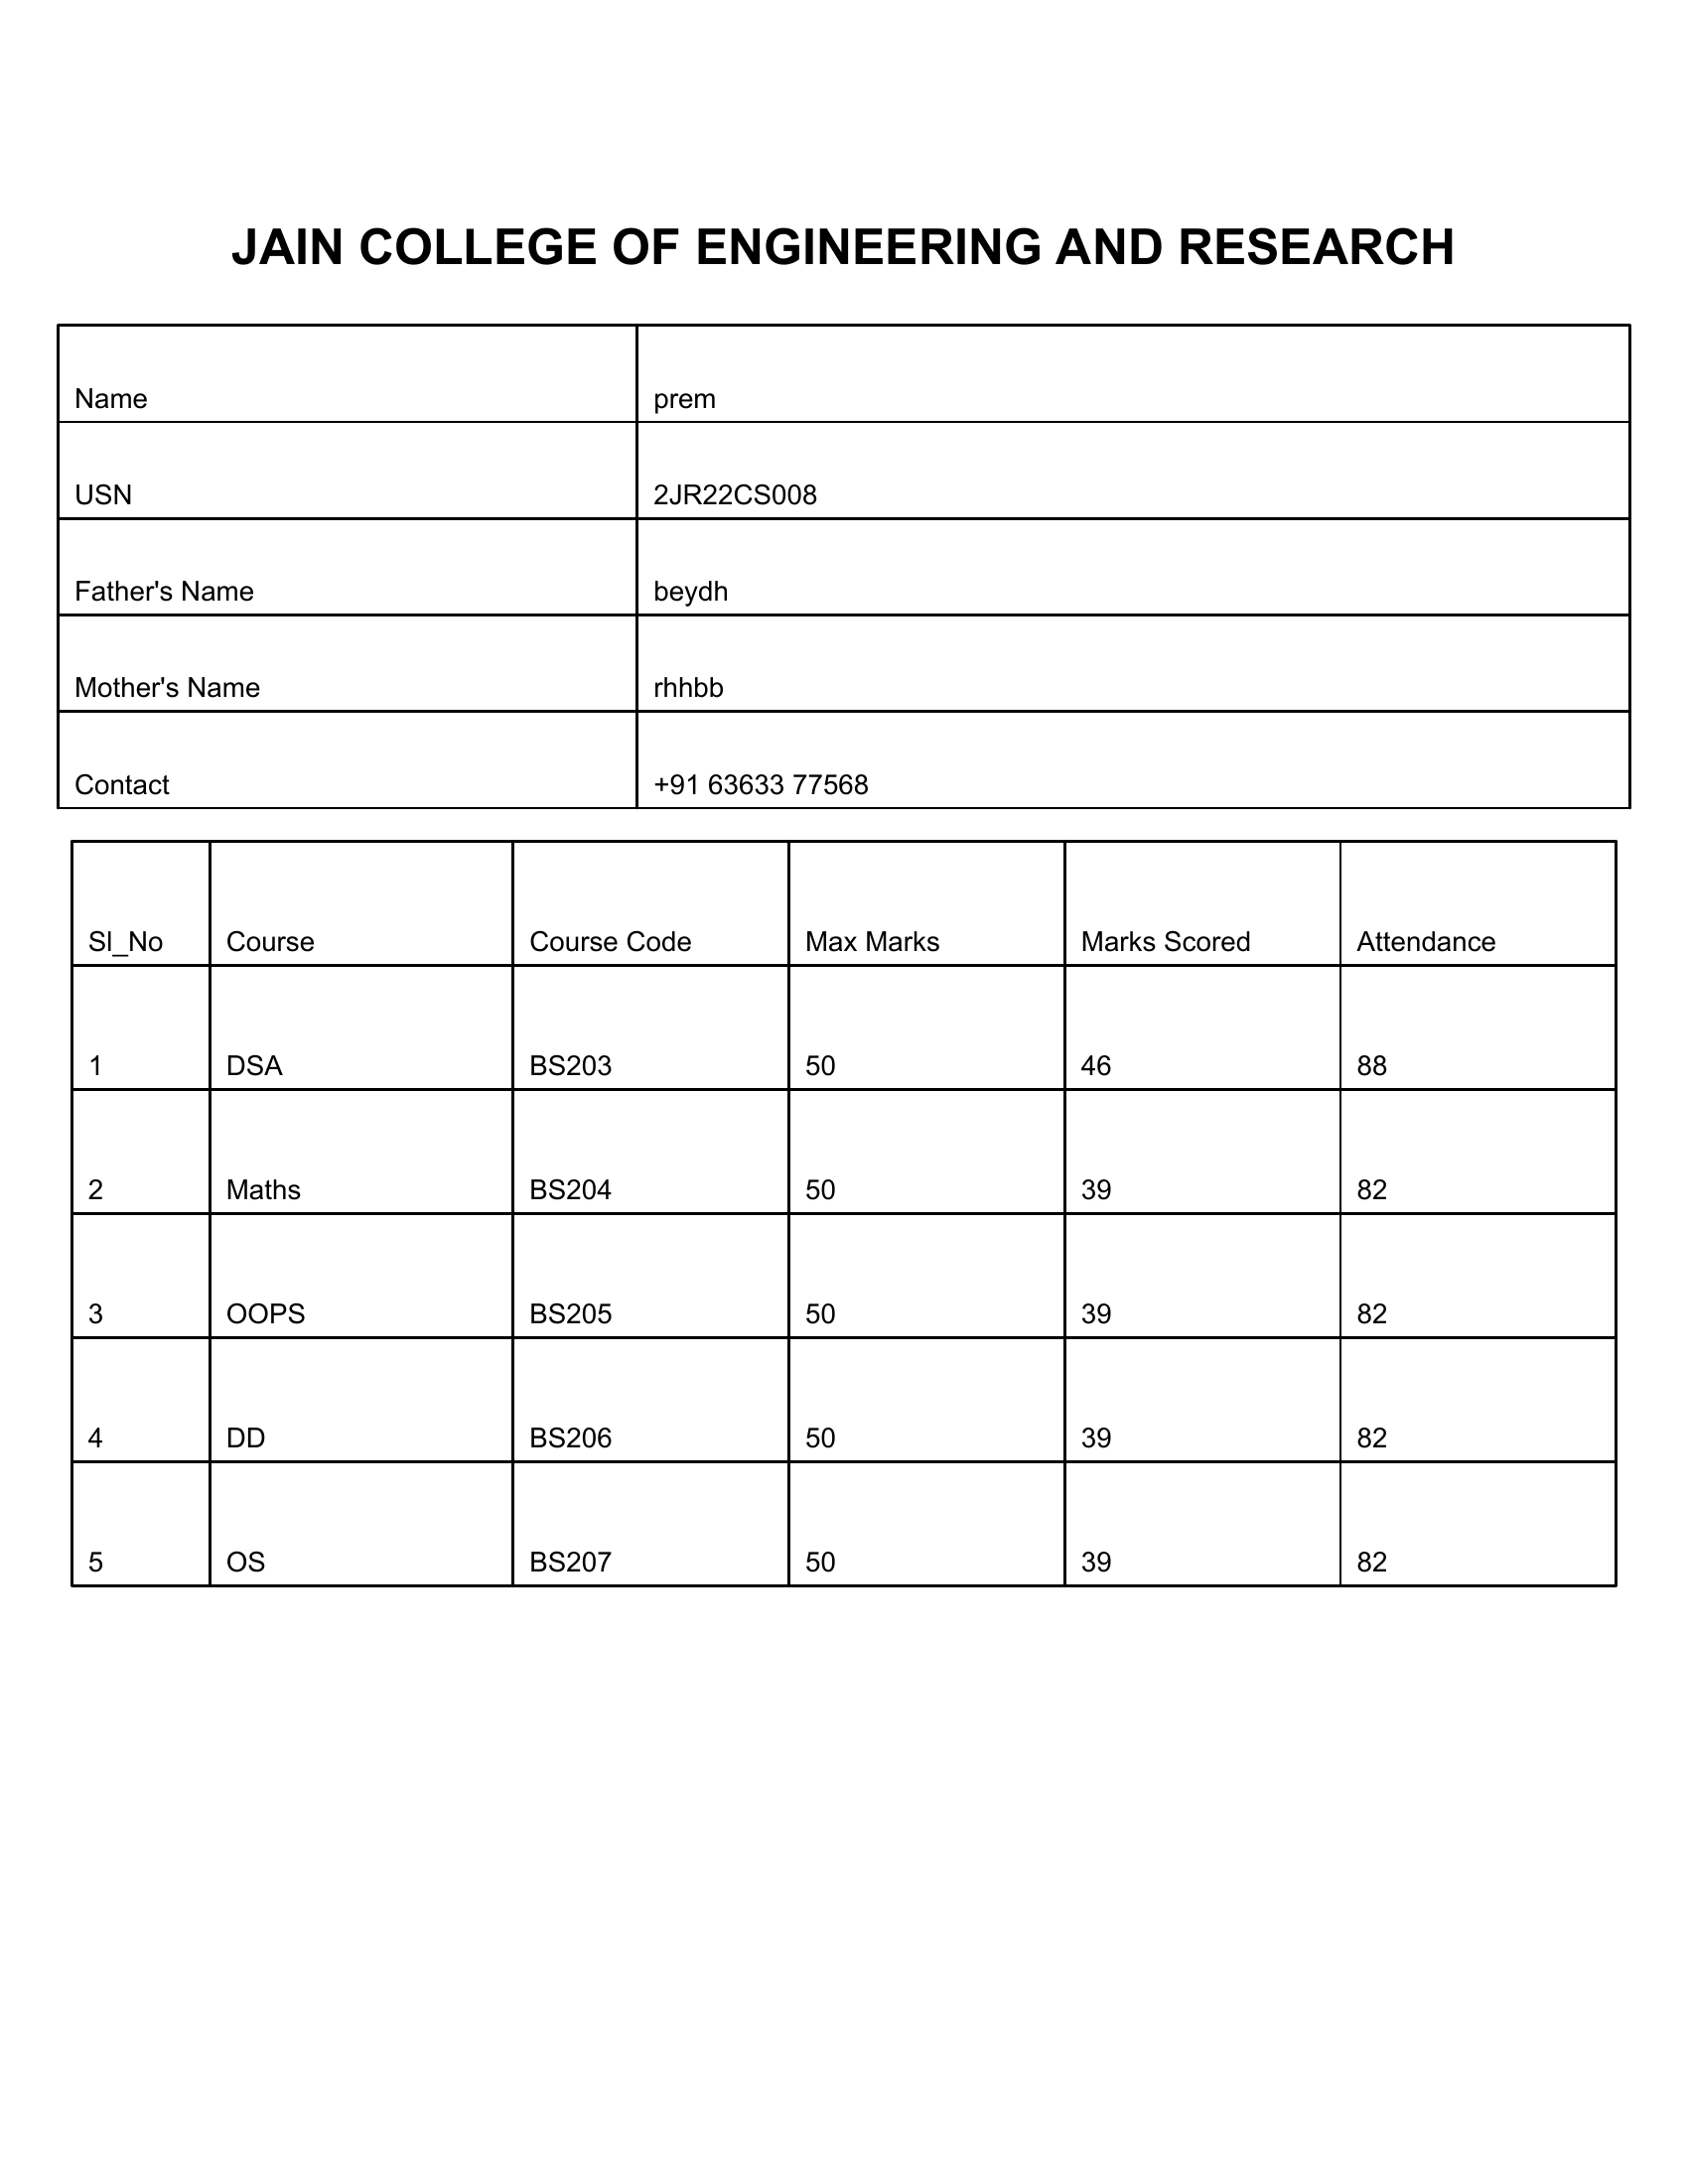 JAIN COLLEGE OF ENGINEERING AND RESEARCH
Name prem
USN 2JR22CS008
Father's Name beydh
Mother's Name rhhbb
Contact +91 63633 77568
Sl_No Course Course Code Max Marks Marks Scored Attendance
1 DSA BS203 50 46 88
2 Maths BS204 50 39 82
3 OOPS BS205 50 39 82
4 DD BS206 50 39 82
5 OS BS207 50 39 82